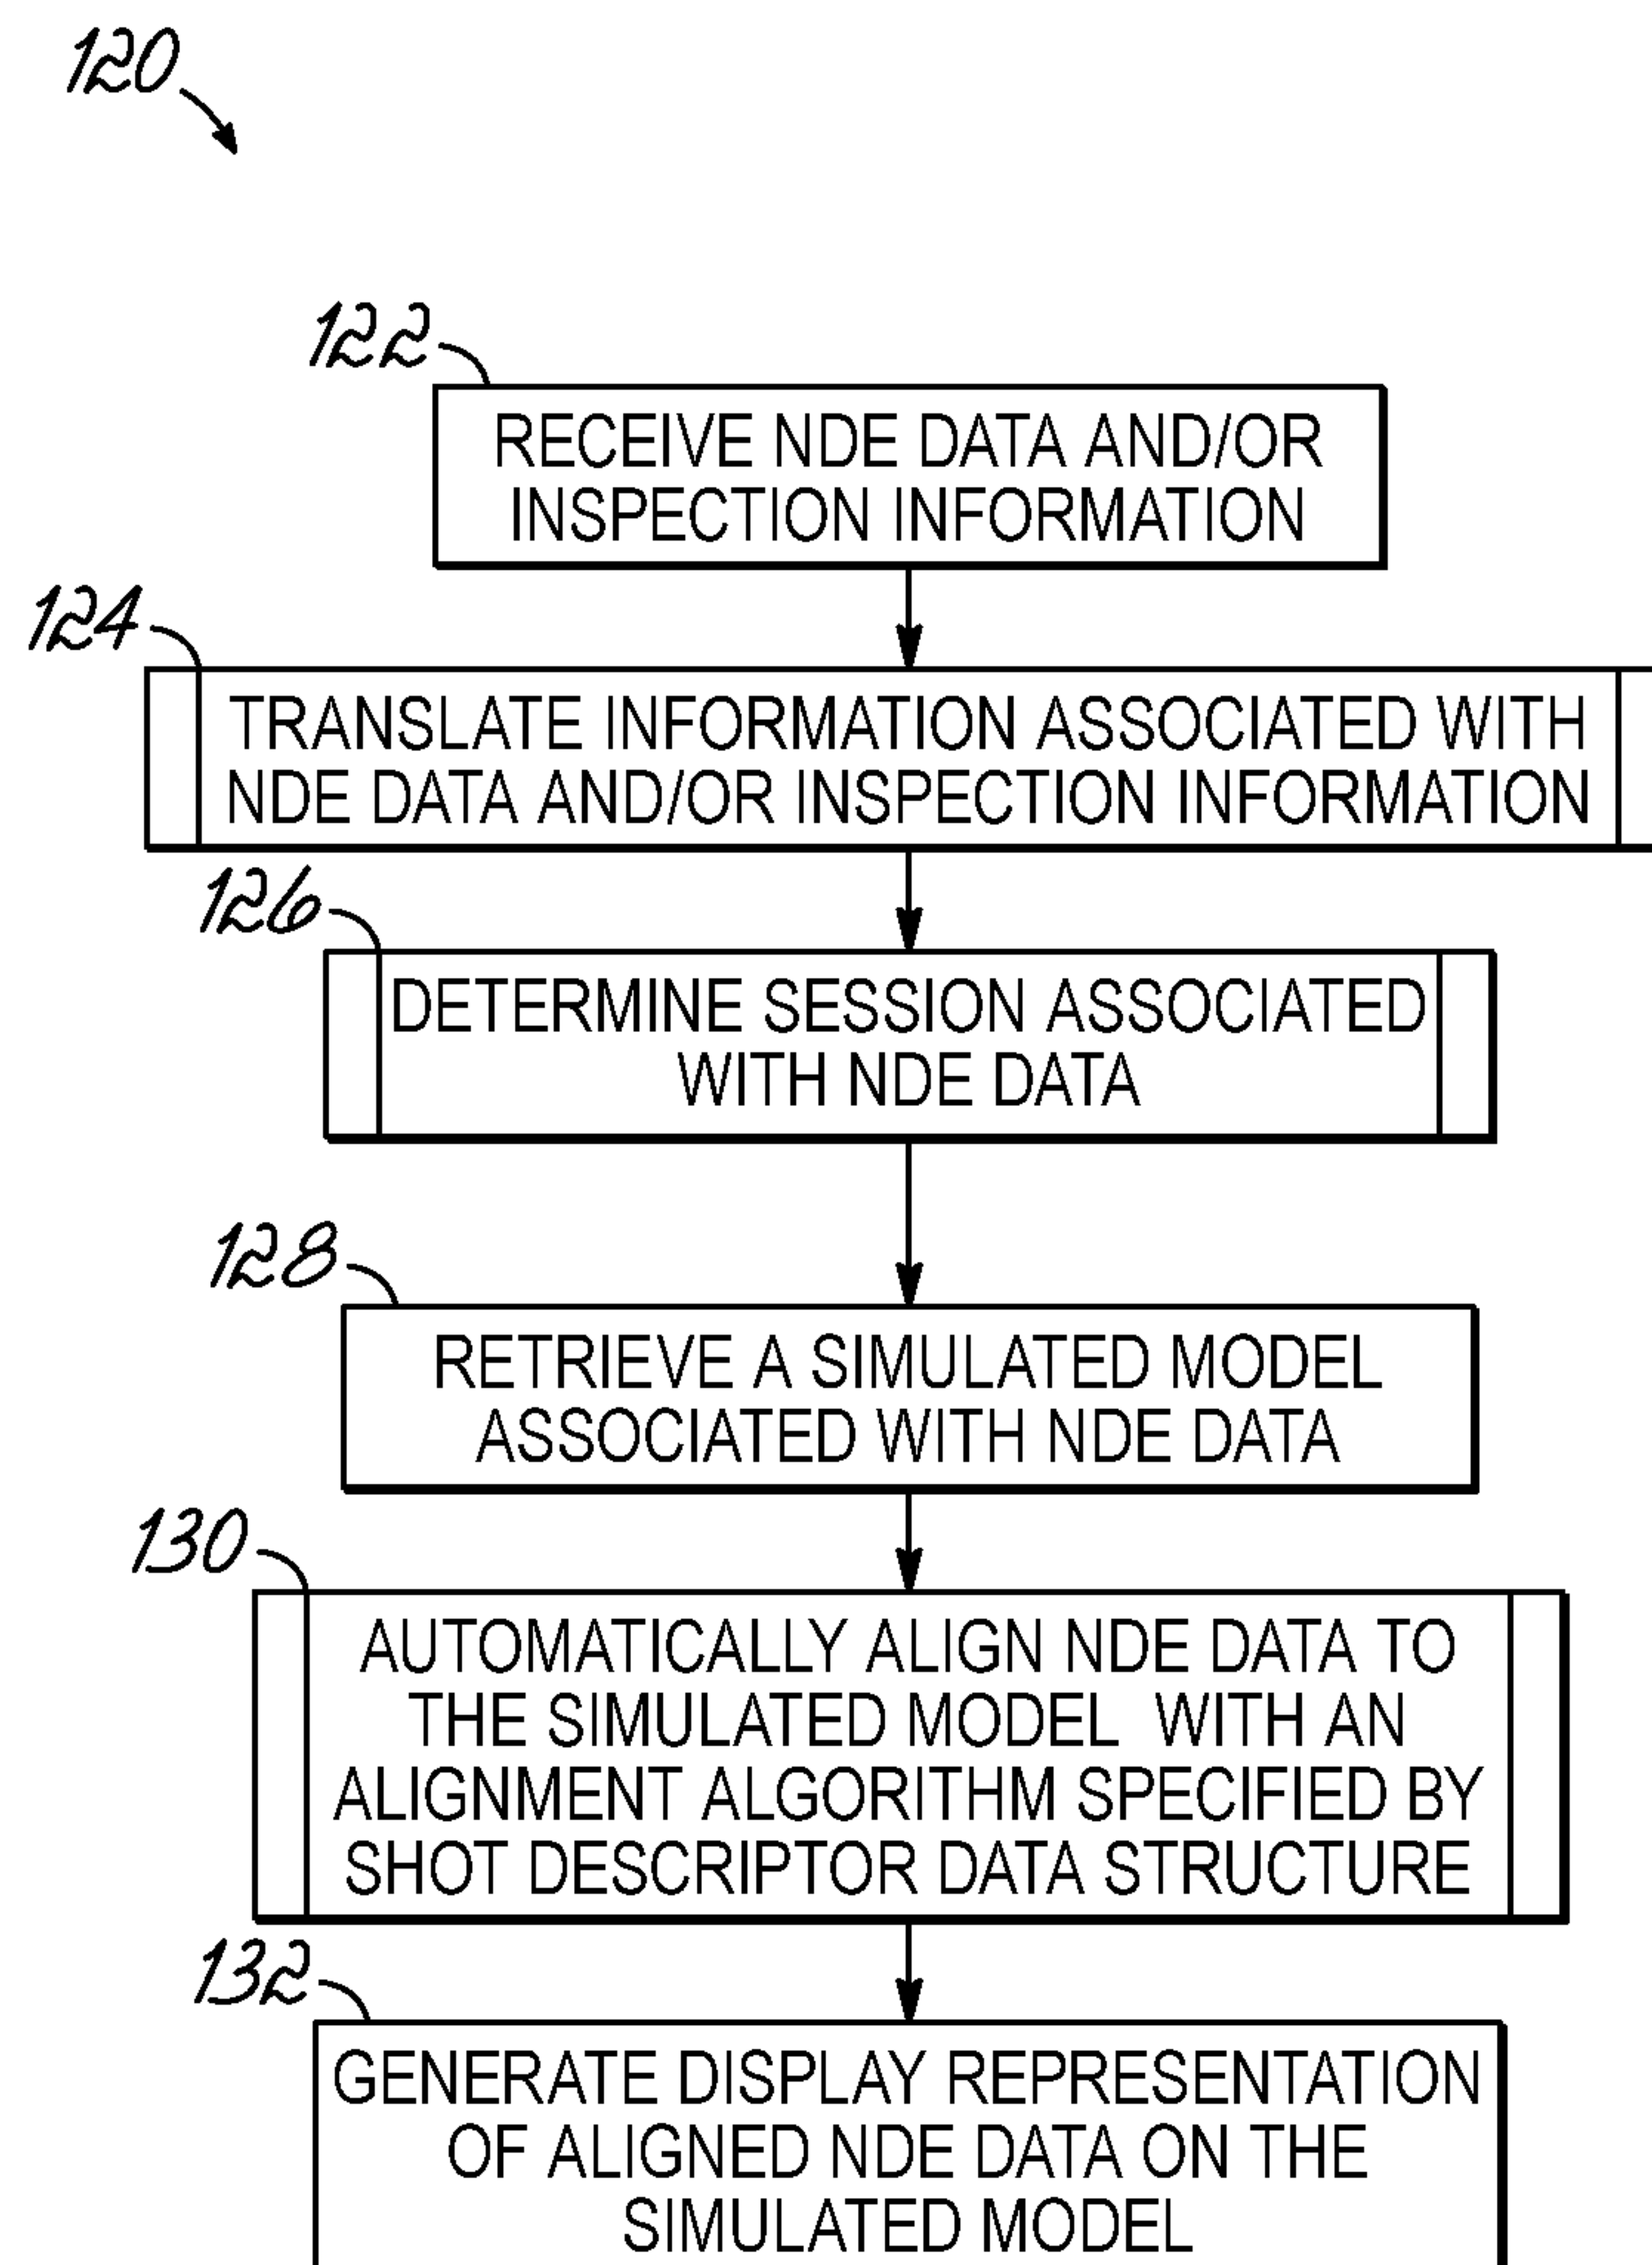 120
122
RECEIVE NDE DATA AND/OR
INSPECTION INFORMATION
124
TRANSLATE INFORMATION ASSOCIATED WITH
NDE DATA AND/OR INSPECTION INFORMATION
126
DETERMINE SESSION ASSOCIATED
WITH NDE DATA
128
RETRIEVE A SIMULATED MODEL
ASSOCIATED WITH NDE DATA
130
AUTOMATICALLY ALIGN NDE DATA TO
THE SIMULATED MODEL WITH AN
ALIGNMENT ALGORITHM SPECIFIED BY
SHOT DESCRIPTOR DATA STRUCTURE
132
GENERATE DISPLAY REPRESENTATION
OF ALIGNED NDE DATA ON THE
SIMULATED MODEL